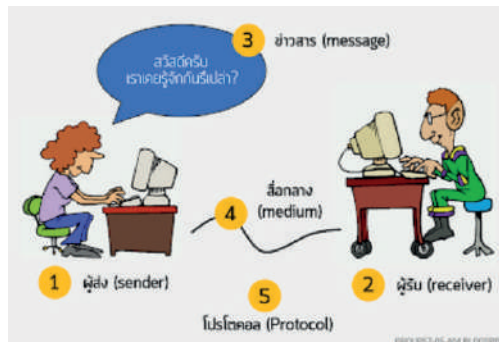 3 ข่าวสาร (message)
สวัสดีครับ
เราเคยรู้จักกันรึเปล่า?
4 สื่อกลาง
(medium)
1 ผู้ส่ง (sender)
2 ผู้รับ (receiver)
5
โปรโตคอล (Protocol)